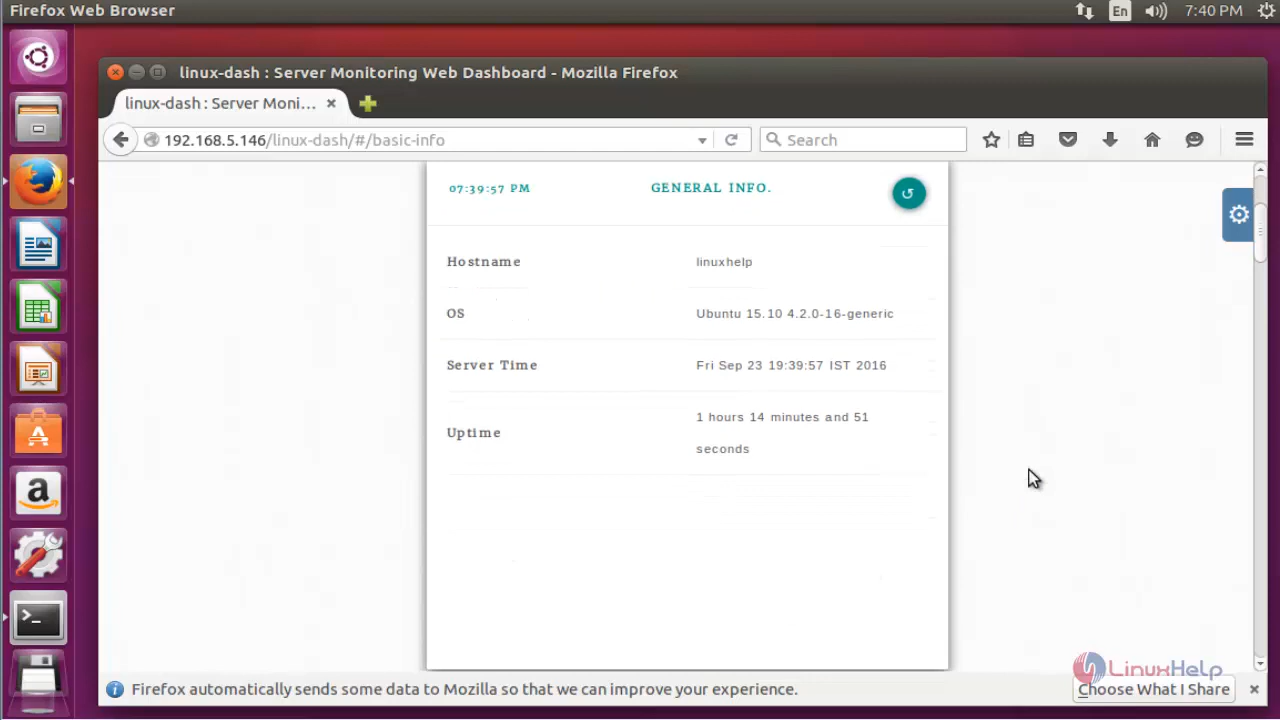 Firefox Web Browser
En
7:40 PM
linux-dash : Server Monitoring Web Dashboard - Mozilla Firefox
linux-dash : Server Moni...
192.168.5.146/linux-dash/#/basic-info
Search
07:39:57 PM
GENERAL INFO.
Hostname
linuxhelp
OS
Ubuntu 15.10 4.2.0-16-generic
Server Time
Fri Sep 23 19:39:57 IST 2016
Uptime
1 hours 14 minutes and 51
seconds
a
>_
LinuxHelp
Firefox automatically sends some data to Mozilla so that we can improve your experience.
Choose What I Share